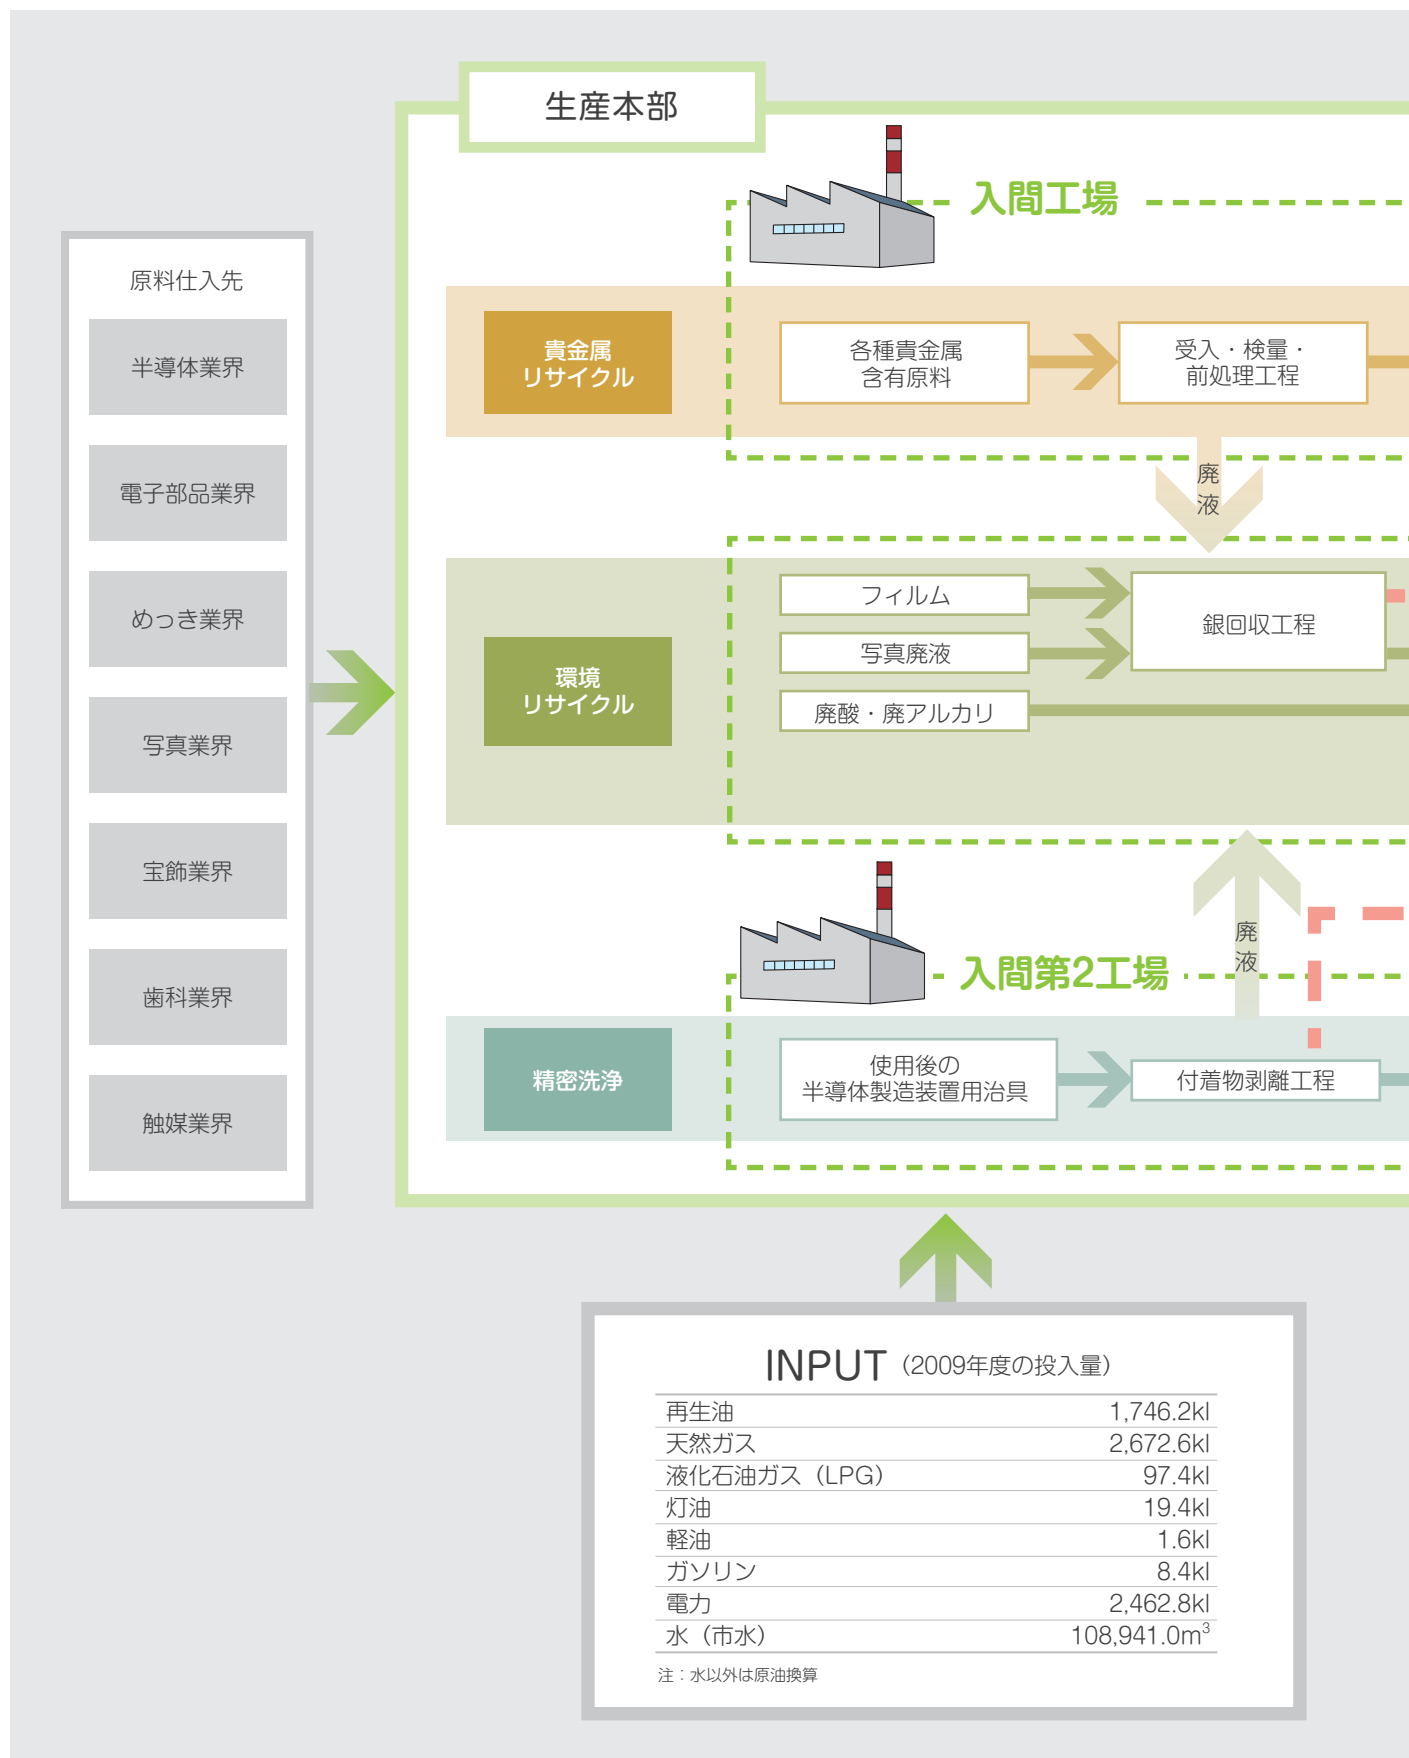 生産本部
入間工場
原料仕入先
半導体業界
電子部品業界
めっき業界
写真業界
宝飾業界
歯科業界
触媒業界
貴金属
リサイクル
各種貴金属
含有原料
受入・検量・
前処理工程
廃
液
環境
リサイクル
フィルム
写真廃液
廃酸・廃アルカリ
銀回収工程
廃
液
入間第2工場
精密洗浄
使用後の
半導体製造装置用治具
付着物剥離工程
INPUT（2009年度の投入量）
再生油 1,746.2kl
天然ガス 2,672.6kl
液化石油ガス（LPG） 97.4kl
灯油 19.4kl
軽油 1.6kl
ガソリン 8.4kl
電力 2,462.8kl
水（市水） 108,941.0m³
注：水以外は原油換算